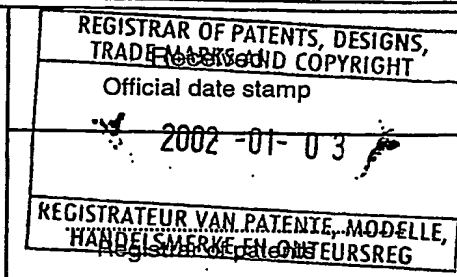 REGISTRAR OF PATENTS, DESIGNS,
TRADE MARKS AND COPYRIGHT
Received
Official date stamp
2002 -01- 03
REGISTRATEUR VAN PATENTE, MODELLE,
HANDELSMERKE EN OUTEURSREG
Registrar of patents